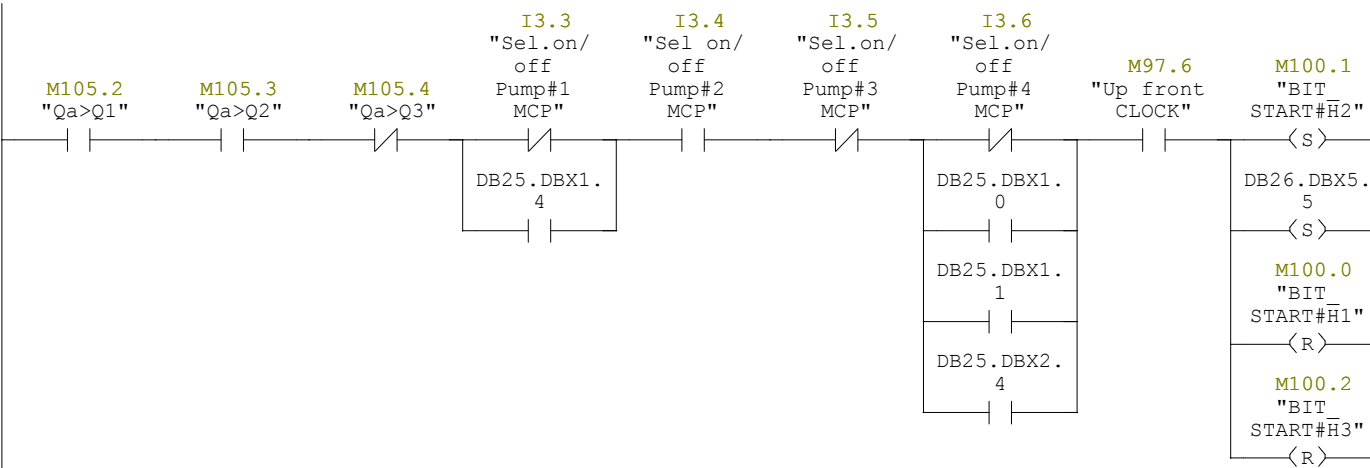 I3.3
"Sel.on/
off
Pump#1
MCP"
I3.4
"Sel on/
off
Pump#2
MCP"
I3.5
"Sel.on/
off
Pump#3
MCP"
I3.6
"Sel.on/
off
Pump#4
MCP"
M105.2
"Qa>Q1"
M105.3
"Qa>Q2"
M105.4
"Qa>Q3"
M97.6
"Up front
CLOCK"
M100.1
"BIT_
START#H2"
S
DB25.DBX1.
4
DB25.DBX1.
0
DB26.DBX5.
5
S
DB25.DBX1.
1
M100.0
"BIT_
START#H1"
R
DB25.DBX2.
4
M100.2
"BIT_
START#H3"
R